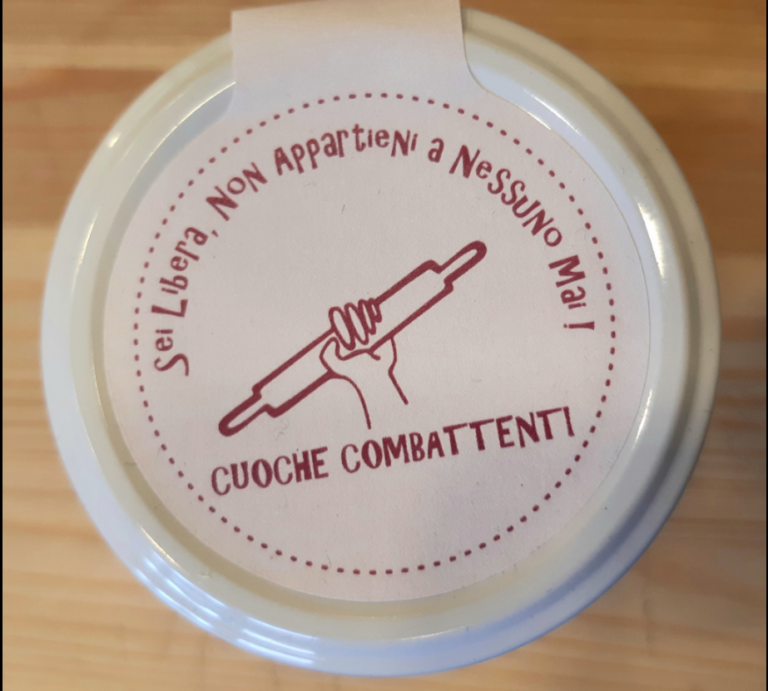 Sei Libera, Non Appartieni a Nessuno Mai!
CUOCHE COMBATTENTI